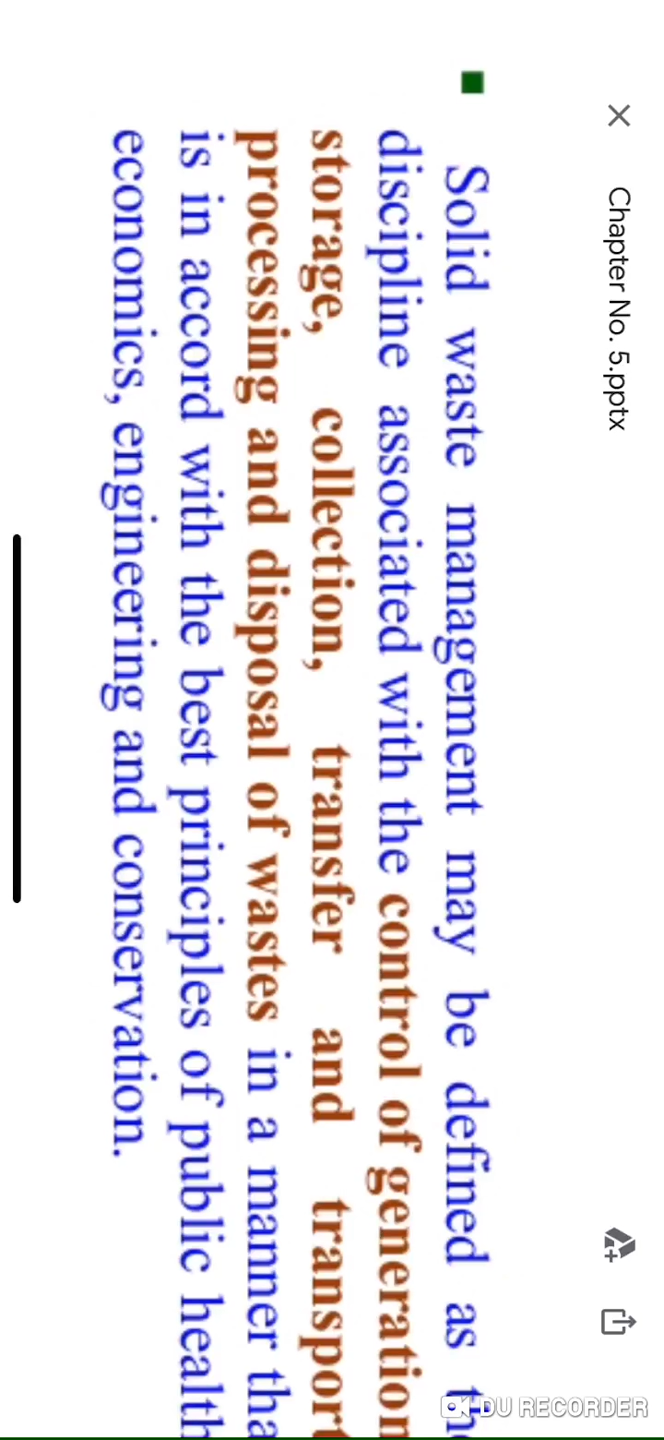 Chapter No. 5.pptx
Solid waste management may be defined as th
discipline associated with the control of generation
storage, collection, transfer and transport
processing and disposal of wastes in a manner tha
is in accord with the best principles of public health
economics, engineering and conservation.
DU RECORDER